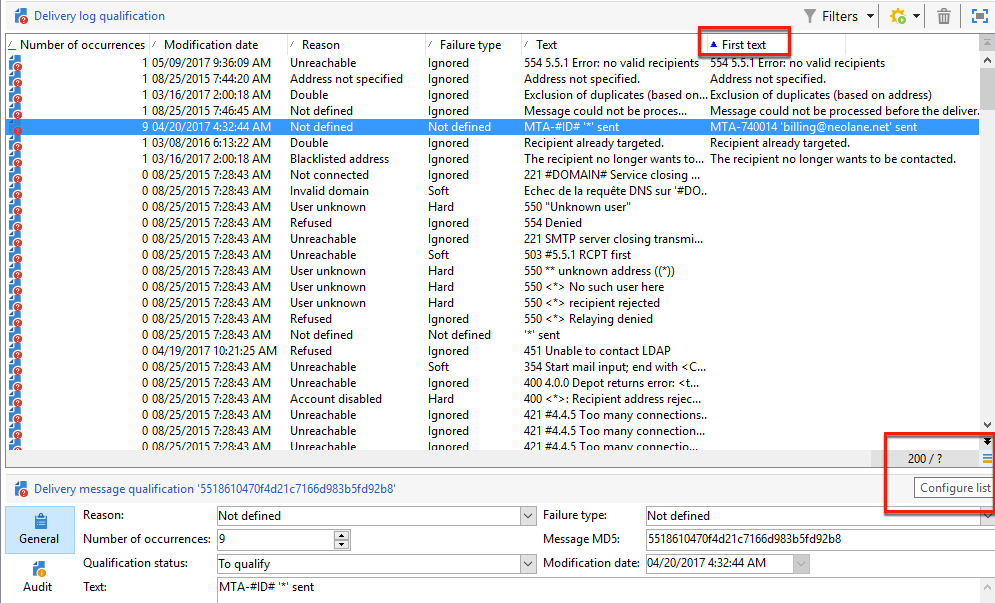 Delivery log qualification Filters
Number of occurrences Modification date Reason Failure type Text First text
1 05/09/2017 9:36:09 AM Unreachable Ignored 554 5.5.1 Error: no valid recipients 554 5.5.1 Error: no valid recipients
1 08/25/2015 7:44:20 AM Address not specified Ignored Address not specified. Address not specified.
1 03/16/2017 2:00:18 AM Double Ignored Exclusion of duplicates (based on... Exclusion of duplicates (based on address)
1 08/25/2015 7:46:45 AM Not defined Ignored Message could not be proces... Message could not be processed before the deliver
9 04/20/2017 4:32:44 AM Not defined Not defined MTA-#ID# '*' sent MTA-740014 'billing@neolane.net' sent
1 03/08/2016 6:13:22 AM Double Ignored Recipient already targeted. Recipient already targeted.
1 03/16/2017 2:00:18 AM Blacklisted address Ignored The recipient no longer wants to... The recipient no longer wants to be contacted.
0 08/25/2015 7:28:43 AM Not connected Ignored 221 #DOMAIN# Service closing ...
0 08/25/2015 7:28:43 AM Invalid domain Soft Echec de la requête DNS sur '#DO..
0 08/25/2015 7:28:43 AM User unknown Hard 550 "Unknown user"
0 08/25/2015 7:28:43 AM Refused Ignored 554 Denied
0 08/25/2015 7:28:43 AM Unreachable Ignored 221 SMTP server closing transmi...
0 08/25/2015 7:28:43 AM Unreachable Soft 503 #5.5.1 RCPT first
0 08/25/2015 7:28:43 AM User unknown Hard 550 ** unknown address ((*))
0 08/25/2015 7:28:43 AM User unknown Hard 550 <*> No such user here
0 08/25/2015 7:28:43 AM User unknown Hard 550 <*> recipient rejected
0 08/25/2015 7:28:43 AM Refused Ignored 550 <*> Relaying denied
0 08/25/2015 7:28:43 AM Not defined Not defined '*' sent
0 04/19/2017 10:21:25 AM Refused Ignored 451 Unable to contact LDAP
0 08/25/2015 7:28:43 AM Unreachable Soft 354 Start mail input; end with <C...
0 08/25/2015 7:28:43 AM Unreachable Ignored 400 4.0.0 Depot returns error: <t...
0 08/25/2015 7:28:43 AM Account disabled Hard 400 <*>: Recipient address rejec...
0 08/25/2015 7:28:43 AM Unreachable Ignored 421 #4.4.5 Too many connections..
0 08/25/2015 7:28:43 AM Unreachable Ignored 421 #4.4.5 Too many connection...
0 08/25/2015 7:28:43 AM Unreachable Ignored 421 #4.4.5 Too many connectio...
200 / ?
Delivery message qualification '5518610470f4d21c7166d983b5fd92b8' Configure list
General
Audit
Reason: Not defined Failure type: Not defined
Number of occurrences: 9 Message MD5: 5518610470f4d21c7166d983b5fd92b8
Qualification status: To qualify Modification date: 04/20/2017 4:32:44 AM
Text: MTA-#ID# '*' sent